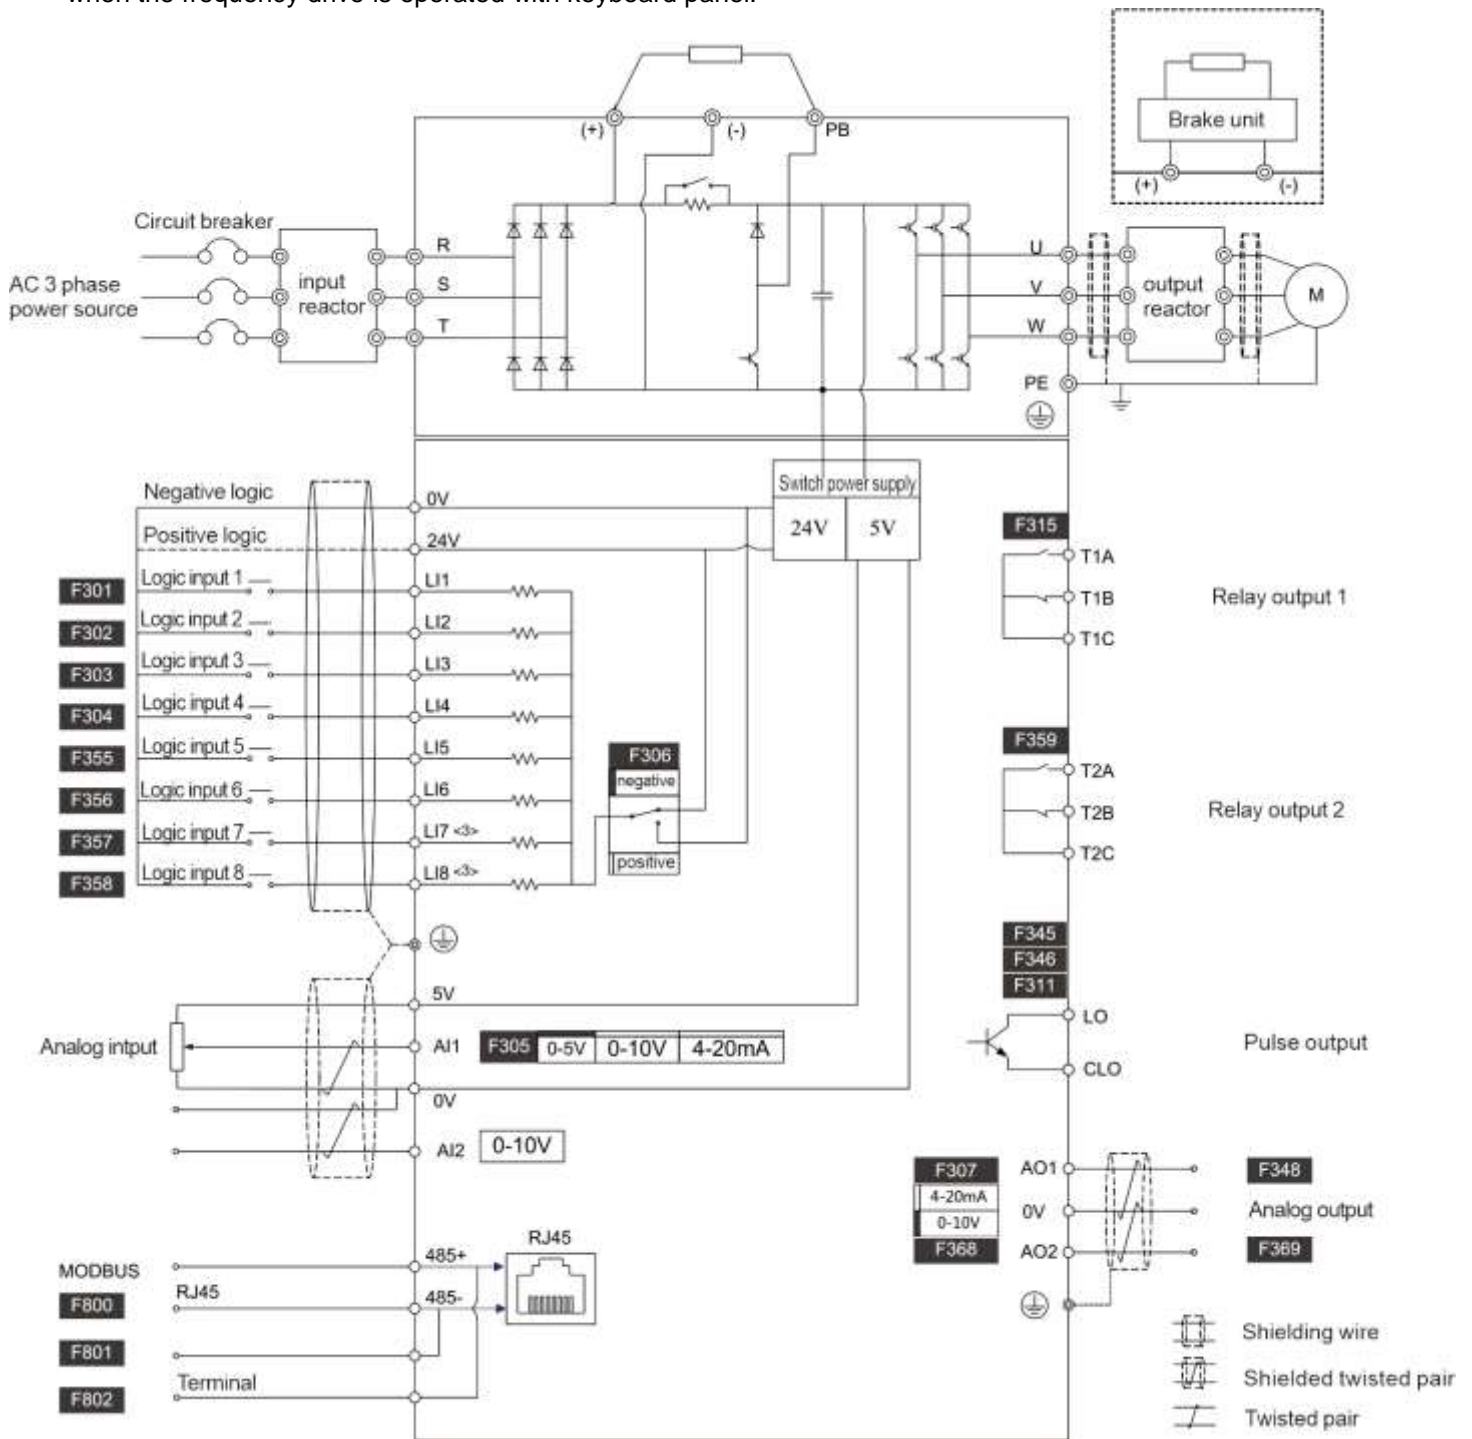 when the frequency drive is operated with keyboard panel.
(+)
(-)
PB
Brake unit
(+)
(-)
Circuit breaker
AC 3 phase
power source
input
reactor
R
S
T
U
V
W
PE
output
reactor
M
Negative logic
Positive logic
0V
24V
Switch power supply
24V
5V
F301
Logic input 1
LI1
F302
Logic input 2
LI2
F303
Logic input 3
LI3
F304
Logic input 4
LI4
F355
Logic input 5
LI5
F356
Logic input 6
LI6
F357
Logic input 7
LI7 <3>
F358
Logic input 8
LI8 <3>
F306
negative
positive
F315
T1A
T1B
T1C
Relay output 1
F359
T2A
T2B
T2C
Relay output 2
F345
F346
F311
LO
CLO
Pulse output
5V
Analog intput
AI1
F305
0-5V
0-10V
4-20mA
0V
AI2
0-10V
F307
4-20mA
0-10V
F368
AO1
0V
AO2
F348
Analog output
F369
MODBUS
F800
F801
F802
RJ45
Terminal
485+
485-
RJ45
Shielding wire
Shielded twisted pair
Twisted pair